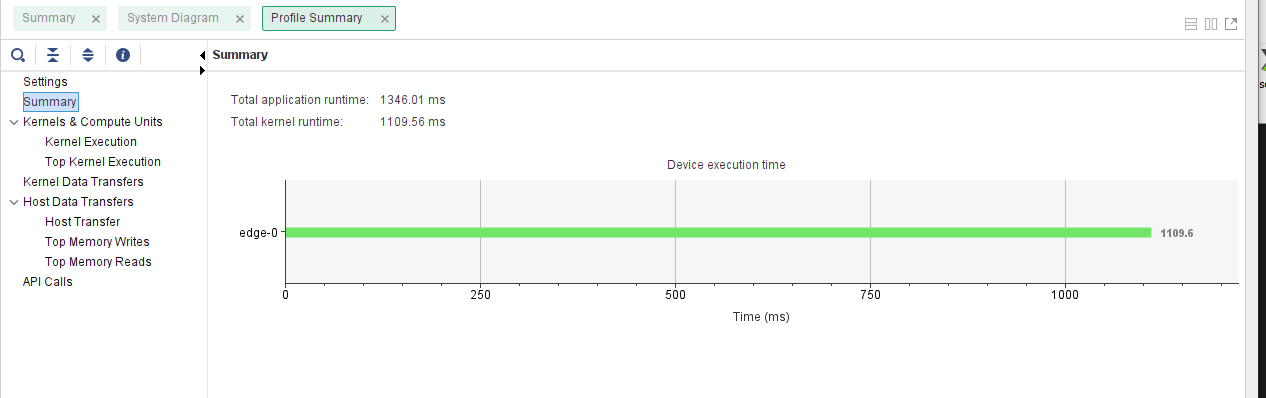 Summary System Diagram Profile Summary
Summary
Settings
Summary
Kernels & Compute Units
Kernel Execution
Top Kernel Execution
Kernel Data Transfers
Host Data Transfers
Host Transfer
Top Memory Writes
Top Memory Reads
API Calls
Total application runtime: 1346.01 ms
Total kernel runtime: 1109.56 ms
Device execution time
edge-0
1109.6
0 250 500 750 1000
Time (ms)